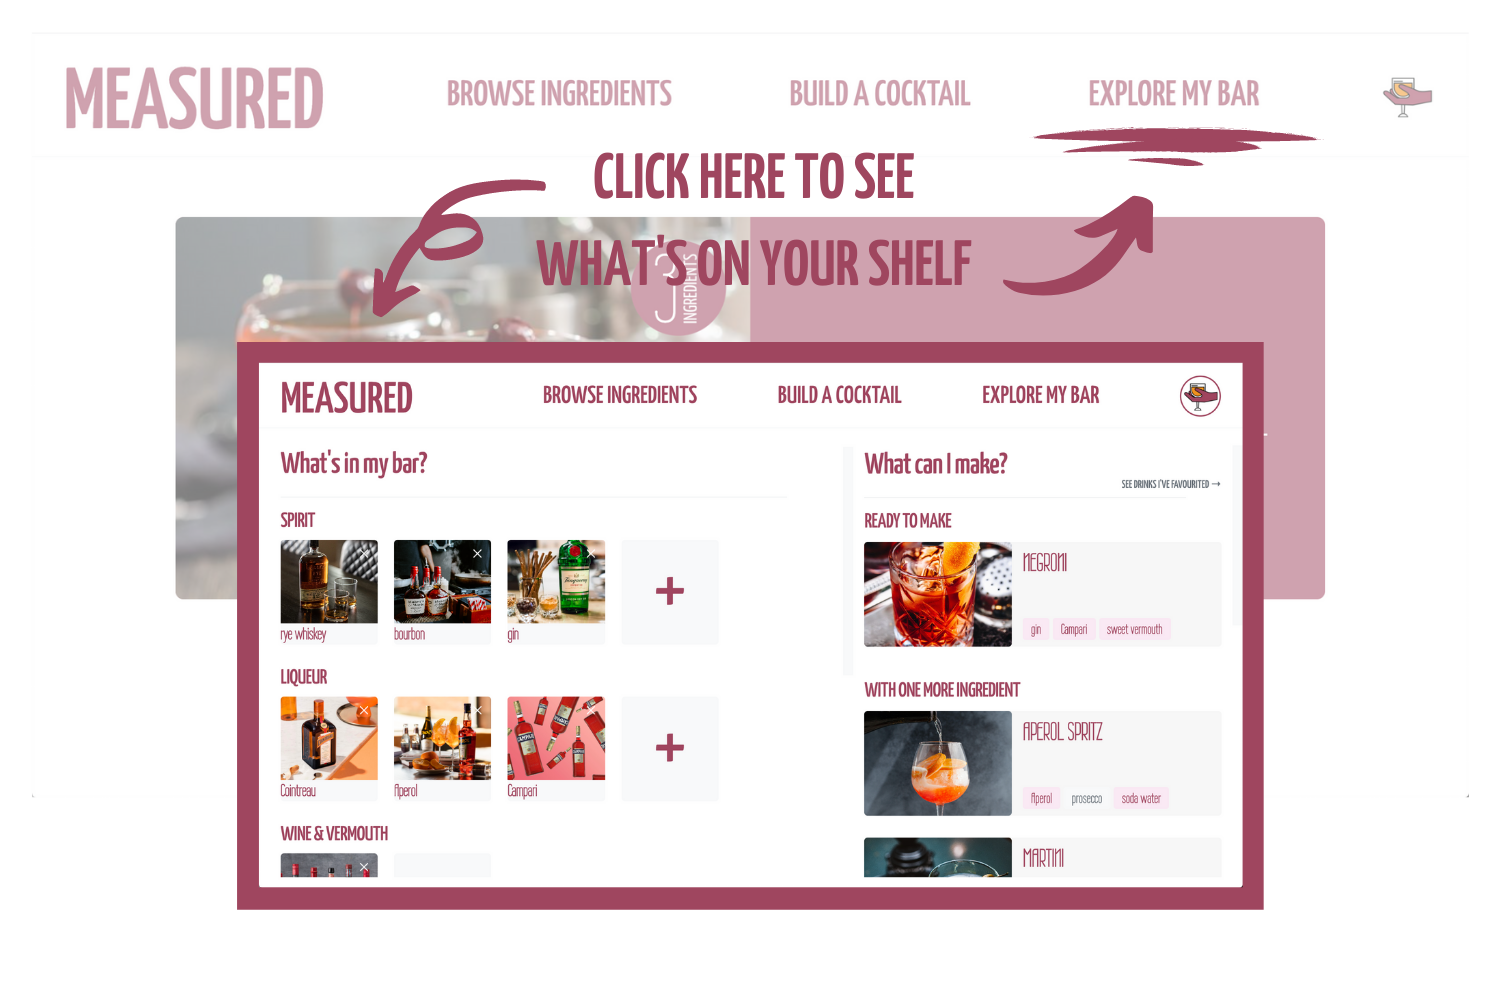 MEASURED
BROWSE INGREDIENTS
BUILD A COCKTAIL
EXPLORE MY BAR
CLICK HERE TO SEE
WHAT'S ON YOUR SHELF
3
INGREDIENTS
MEASURED
BROWSE INGREDIENTS
BUILD A COCKTAIL
EXPLORE MY BAR
What's in my bar?
SPIRIT
rye whiskey
bourbon
gin
LIQUEUR
Cointreau
Aperol
Campari
WINE & VERMOUTH
What can I make?
SEE DRINKS I'VE FAVOURITED →
READY TO MAKE
NEGRONI
gin Campari sweet vermouth
WITH ONE MORE INGREDIENT
APEROL SPRITZ
Aperol prosecco soda water
MARTINI